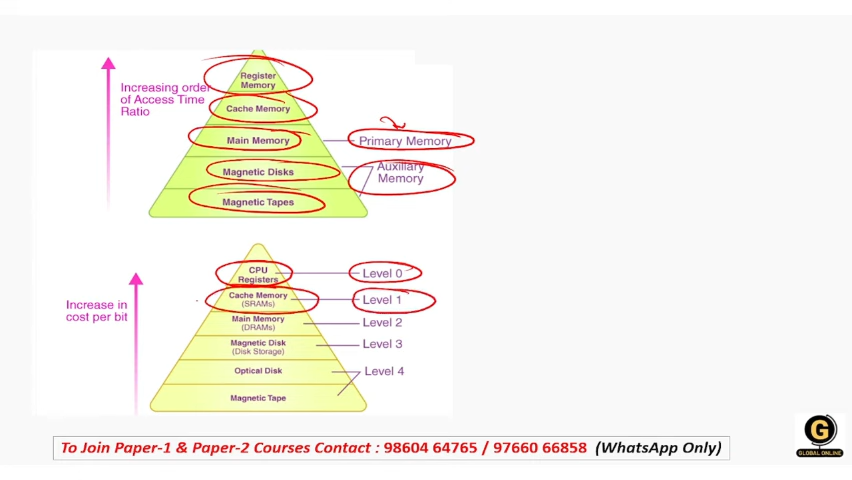 Increasing order
of Access Time
Ratio
Register
Memory
Cache Memory
Main Memory
Primary Memory
Magnetic Disks
Auxiliary
Memory
Magnetic Tapes
Increase in
cost per bit
CPU
Registers
Level 0
Cache Memory
(SRAMs)
Level 1
Main Memory
(DRAMs)
Level 2
Magnetic Disk
(Disk Storage)
Level 3
Optical Disk
Level 4
Magnetic Tape
To Join Paper-1 & Paper-2 Courses Contact : 98604 64765 / 97660 66858 (WhatsApp Only)
G
GLOBAL ONLINE